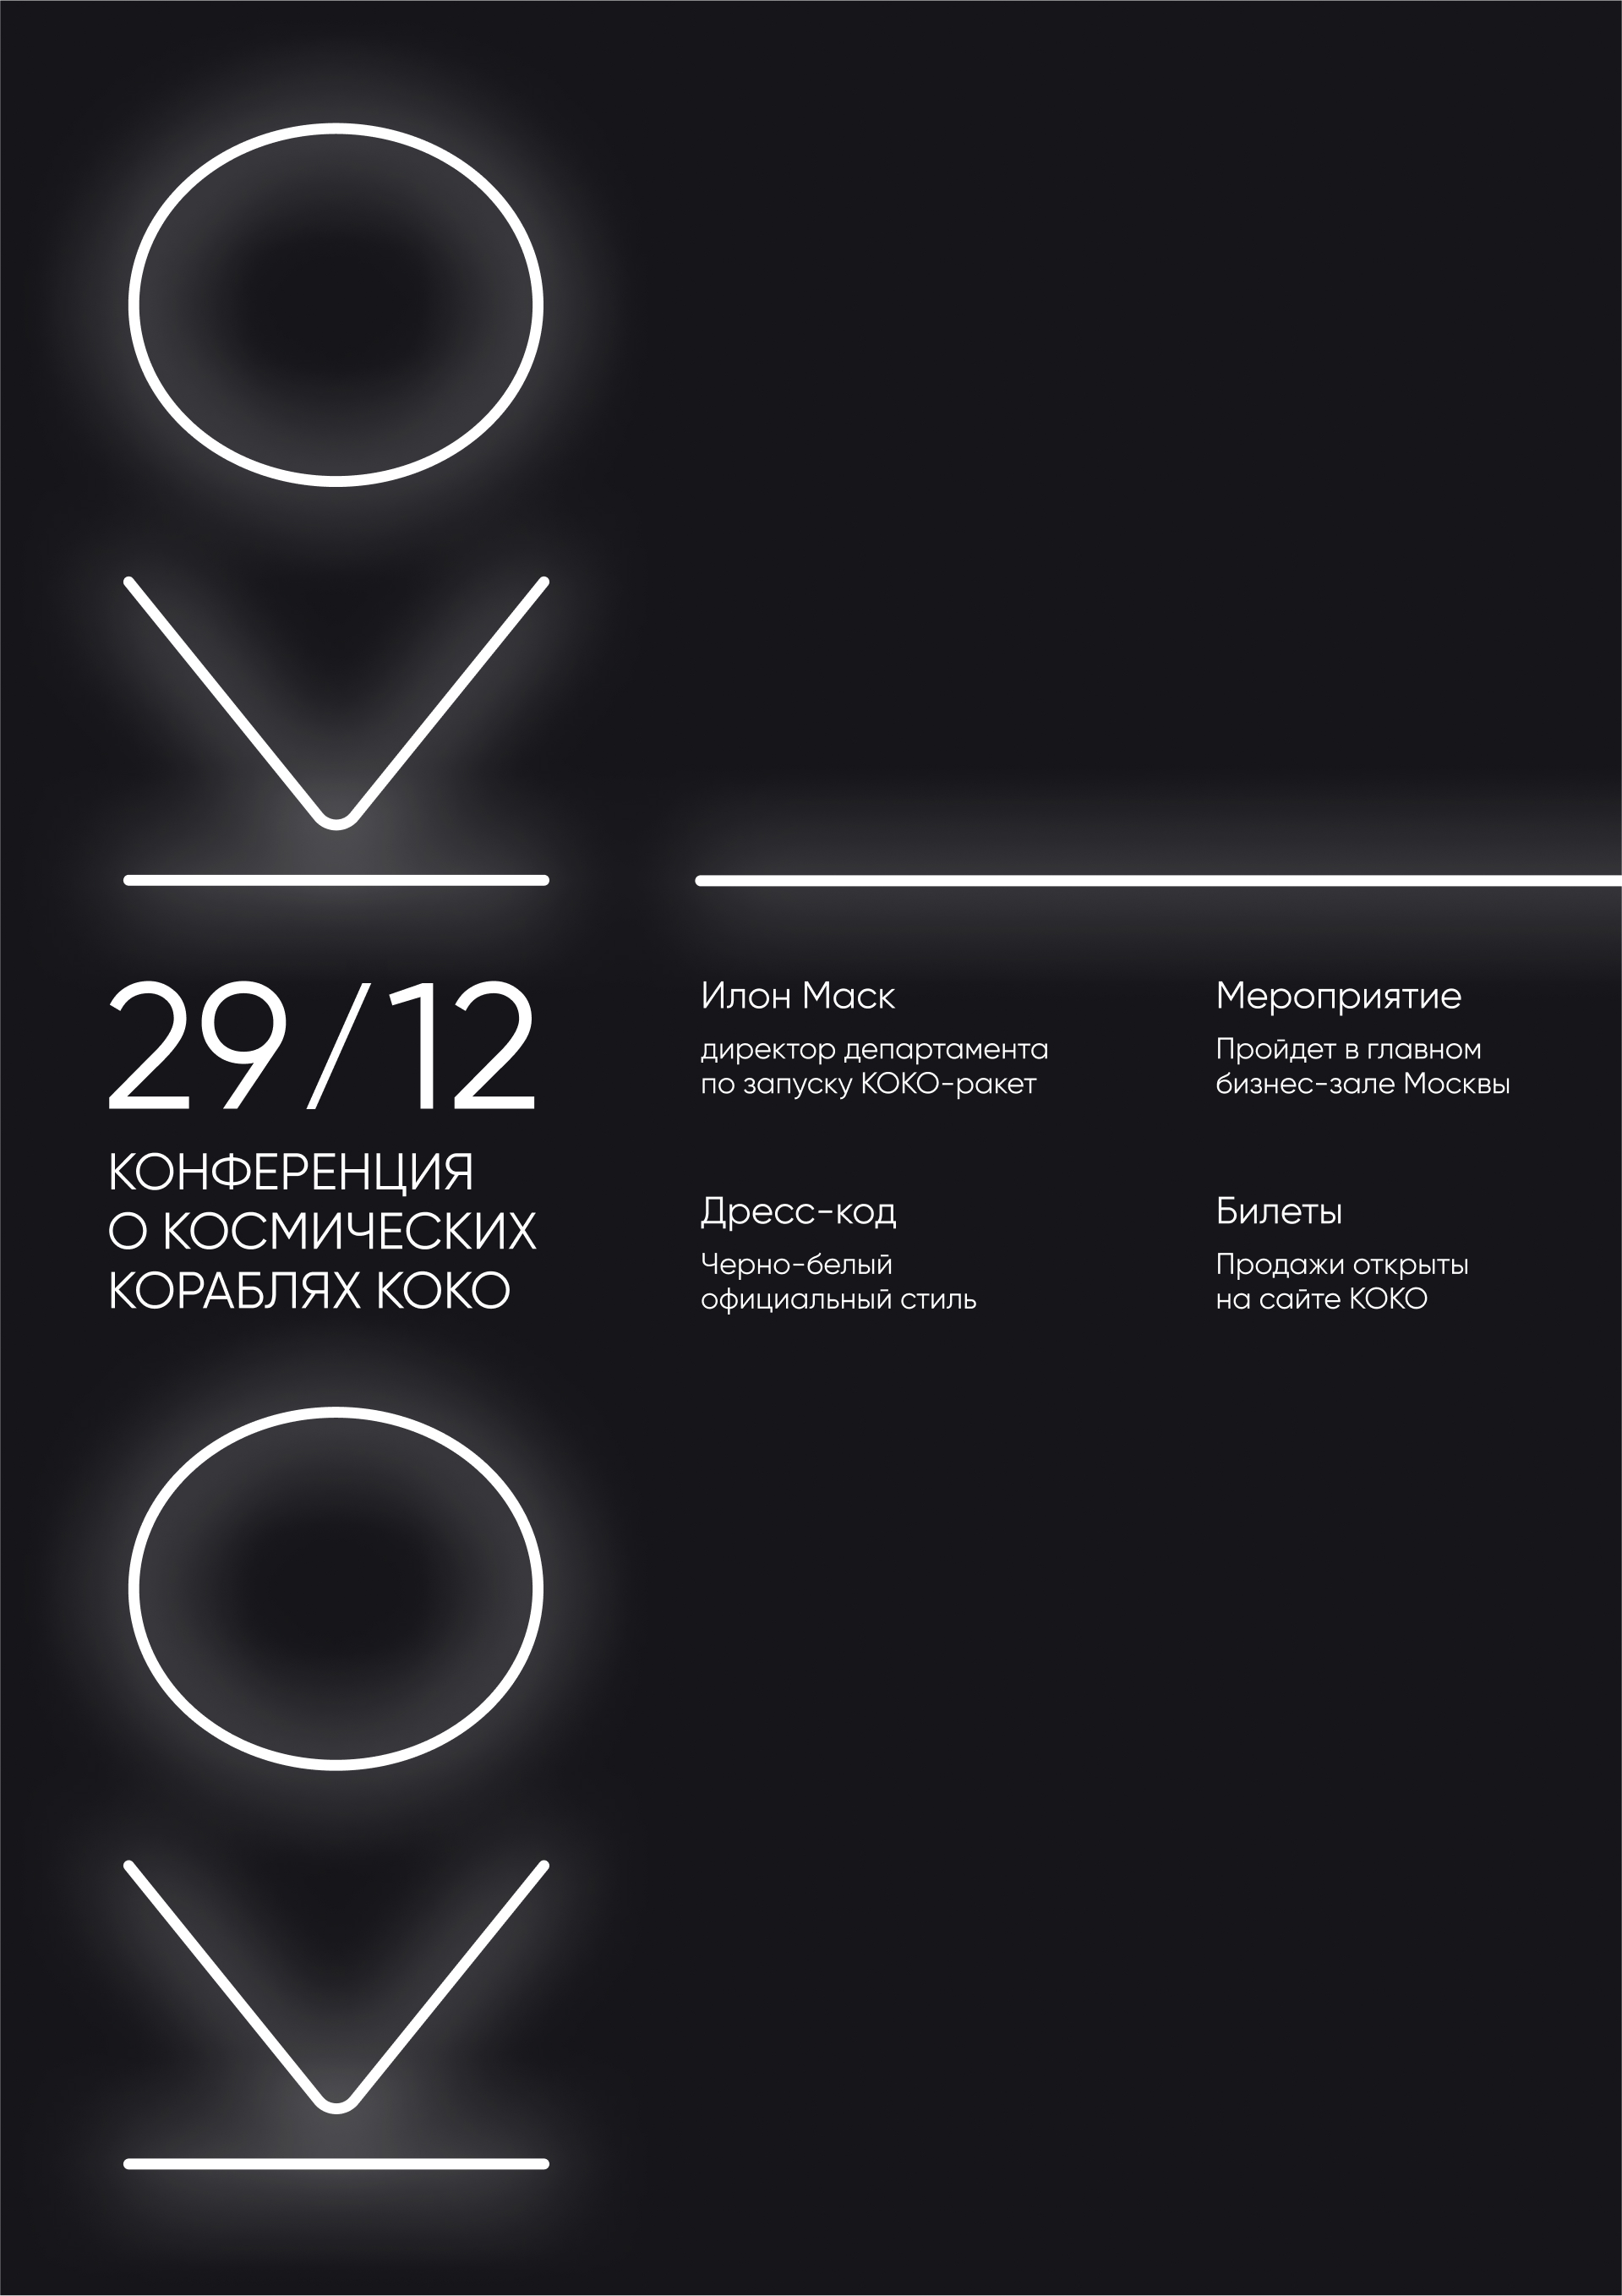 29/12
КОНФЕРЕНЦИЯ
О КОСМИЧЕСКИХ
КОРАБЛЯХ КОКО
Илон Маск
директор департамента
по запуску КОКО-ракет
Мероприятие
Пройдет в главном
бизнес-зале Москвы
Дресс-код
Черно-белый
официальный стиль
Билеты
Продажи открыты
на сайте КОКО